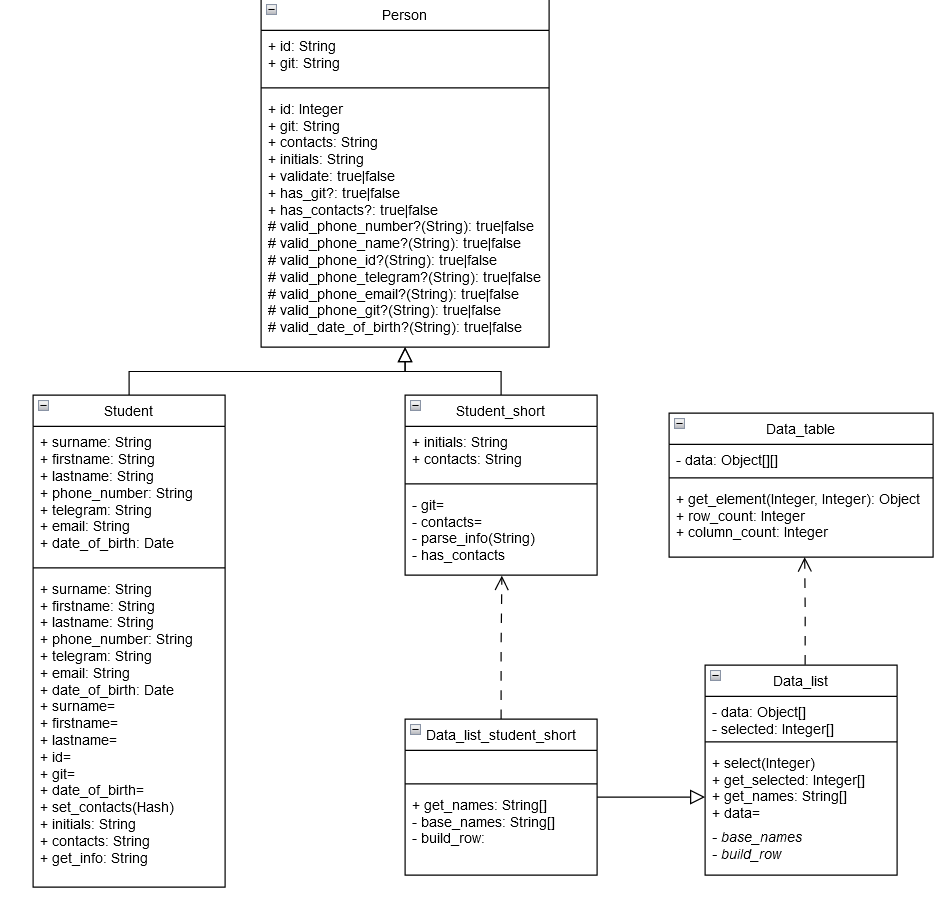 Person
+ id: String
+ git: String
+ id: Integer
+ git: String
+ contacts: String
+ initials: String
+ validate: true|false
+ has_git?: true|false
+ has_contacts?: true|false
# valid_phone_number?(String): true|false
# valid_phone_name?(String): true|false
# valid_phone_id?(String): true|false
# valid_phone_telegram?(String): true|false
# valid_phone_email?(String): true|false
# valid_phone_git?(String): true|false
# valid_date_of_birth?(String): true|false
Student
+ surname: String
+ firstname: String
+ lastname: String
+ phone_number: String
+ telegram: String
+ email: String
+ date_of_birth: Date
+ surname: String
+ firstname: String
+ lastname: String
+ phone_number: String
+ telegram: String
+ email: String
+ date_of_birth: Date
+ surname=
+ firstname=
+ lastname=
+ id=
+ git=
+ date_of_birth=
+ set_contacts(Hash)
+ initials: String
+ contacts: String
+ get_info: String
Student_short
+ initials: String
+ contacts: String
- git=
- contacts=
- parse_info(String)
- has_contacts
Data_table
- data: Object[][]
+ get_element(Integer, Integer): Object
+ row_count: Integer
+ column_count: Integer
Data_list_student_short
+ get_names: String[]
- base_names: String[]
- build_row:
Data_list
- data: Object[]
- selected: Integer[]
+ select(Integer)
+ get_selected: Integer[]
+ get_names: String[]
+ data=
- base_names
- build_row